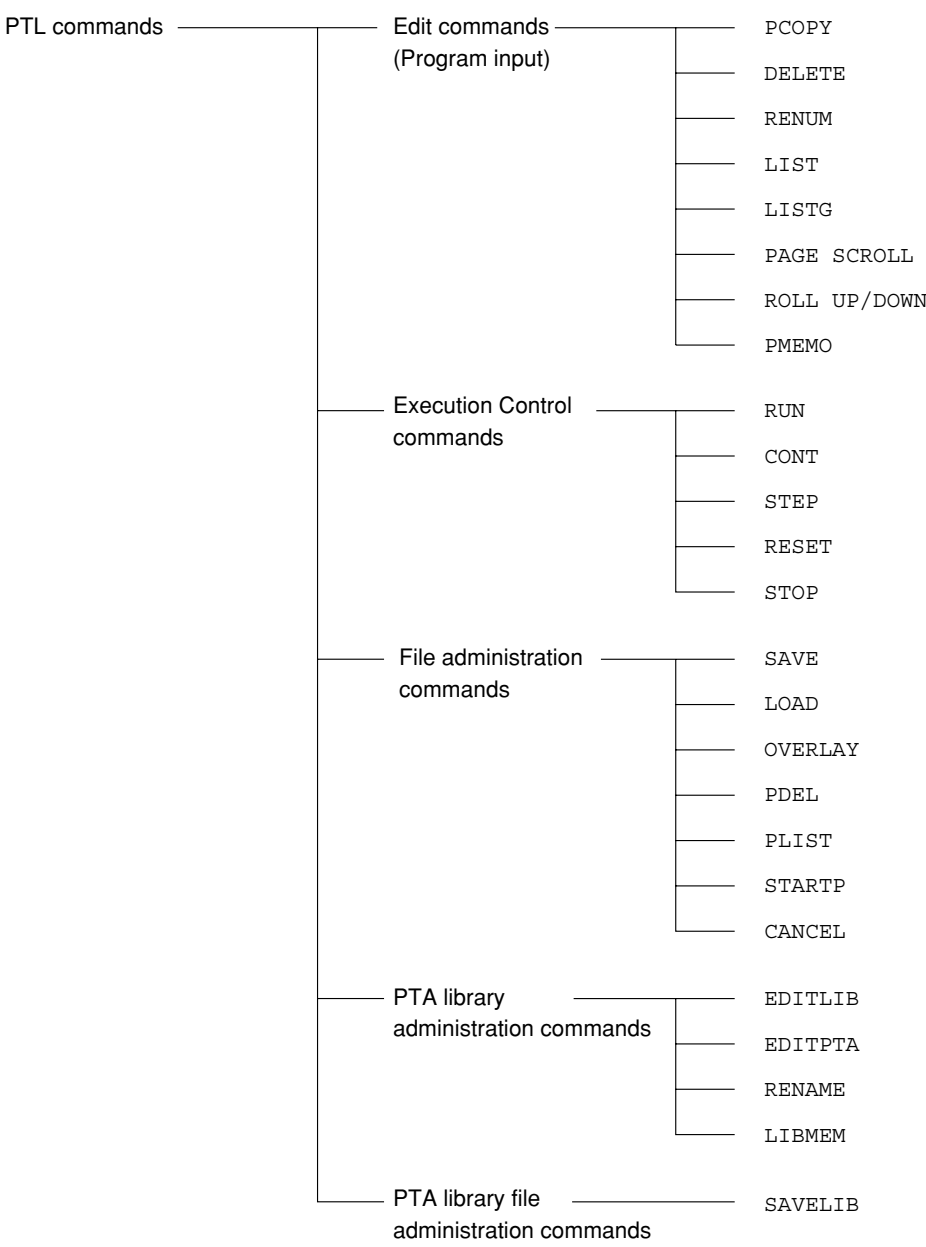 PTL commands
Edit commands
(Program input)
PCOPY
DELETE
RENUM
LIST
LISTG
PAGE SCROLL
ROLL UP/DOWN
PMEMO
Execution Control
commands
RUN
CONT
STEP
RESET
STOP
File administration
commands
SAVE
LOAD
OVERLAY
PDEL
PLIST
STARTP
CANCEL
PTA library
administration commands
EDITLIB
EDITPTA
RENAME
LIBMEM
PTA library file
administration commands
SAVELIB